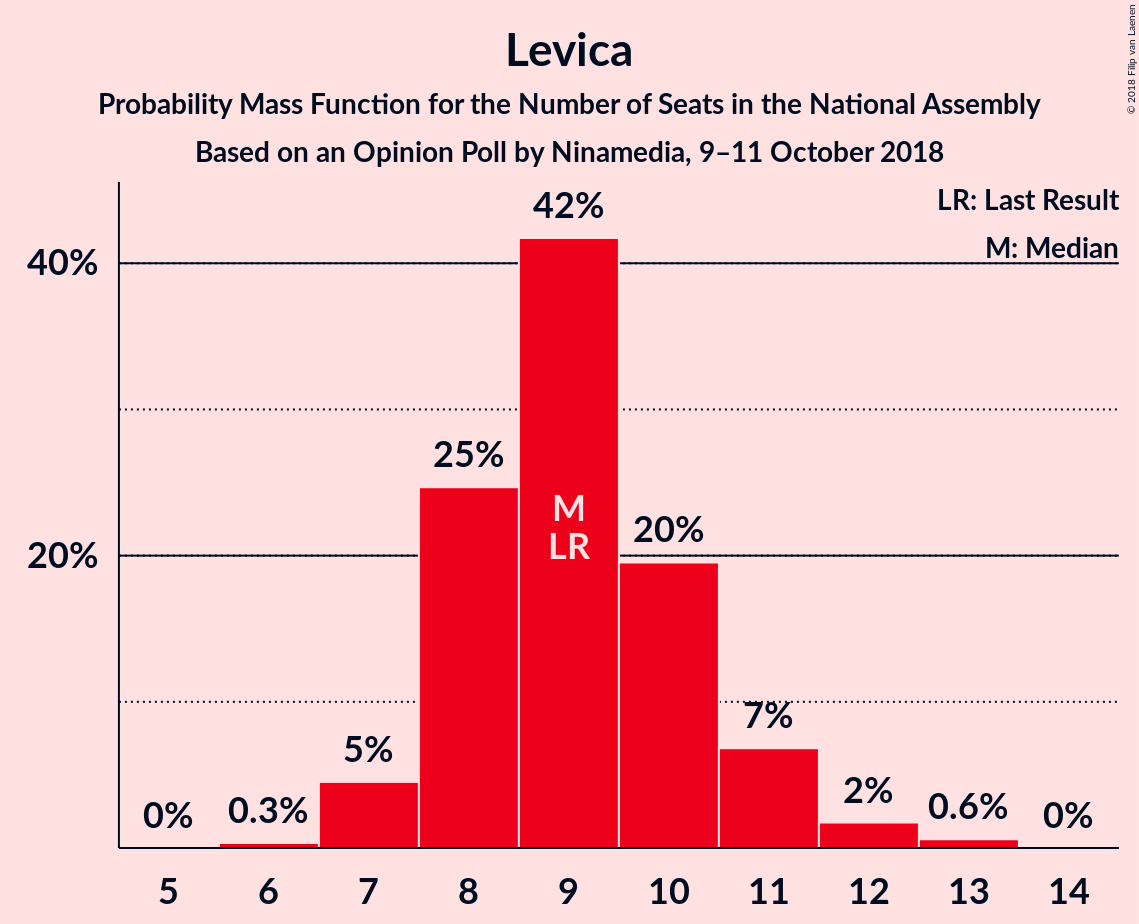 Levica
Probability Mass Function for the Number of Seats in the National Assembly
Based on an Opinion Poll by Ninamedia, 9–11 October 2018
© 2018 Filip van Laenen
LR: Last Result
M: Median
42%
40%
25%
M
LR
20%
20%
7%
5%
2%
0.6%
0.3%
0%
0%
5 6 7 8 9 10 11 12 13 14